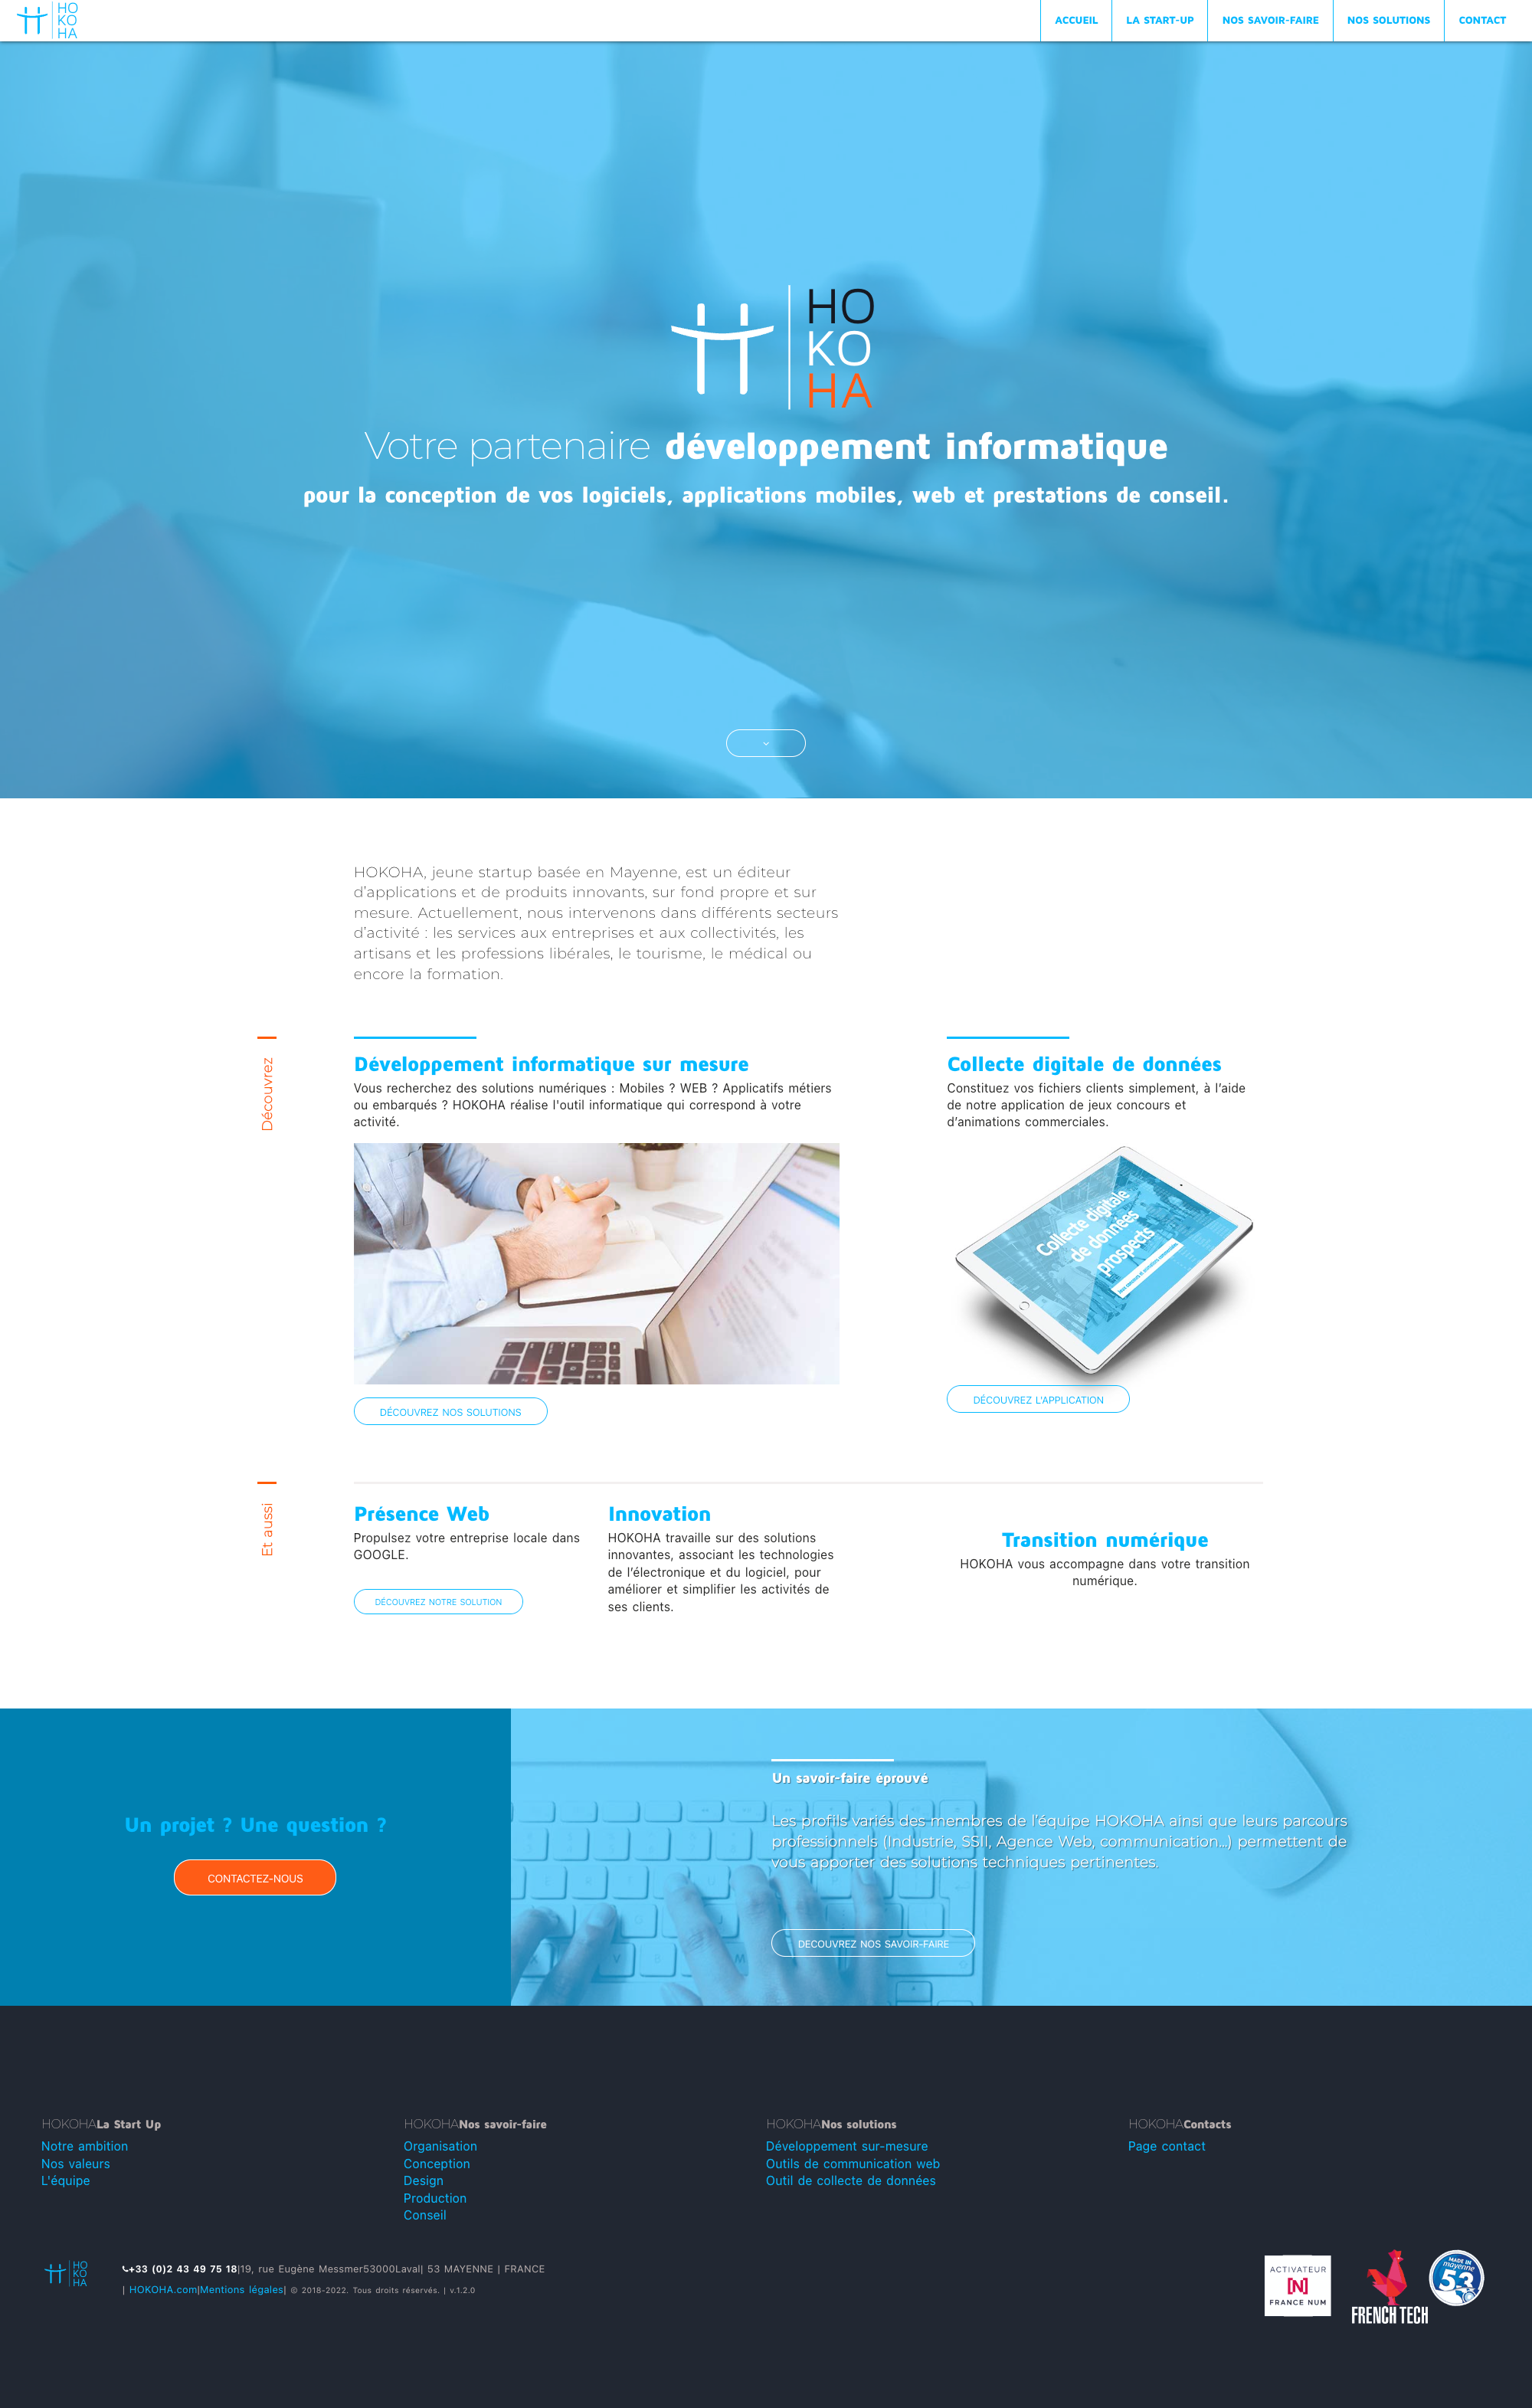 HO
KO
HA
ACCUEIL
LA START-UP
NOS SAVOIR-FAIRE
NOS SOLUTIONS
CONTACT
HO
KO
HA
Votre partenaire développement informatique
pour la conception de vos logiciels, applications mobiles, web et prestations de conseil.
HOKOHA, jeune startup basée en Mayenne, est un éditeur
d’applications et de produits innovants, sur fond propre et sur
mesure. Actuellement, nous intervenons dans différents secteurs
d’activité : les services aux entreprises et aux collectivités, les
artisans et les professions libérales, le tourisme, le médical ou
encore la formation.
Découvrez
Développement informatique sur mesure
Vous recherchez des solutions numériques : Mobiles ? WEB ? Applicatifs métiers
ou embarqués ? HOKOHA réalise l'outil informatique qui correspond à votre
activité.
DÉCOUVREZ NOS SOLUTIONS
Collecte digitale de données
Constituez vos fichiers clients simplement, à l’aide
de notre application de jeux concours et
d’animations commerciales.
Collecte digitale
de données
prospects
DÉCOUVREZ L'APPLICATION
Et aussi
Présence Web
Propulsez votre entreprise locale dans
GOOGLE.
DÉCOUVREZ NOTRE SOLUTION
Innovation
HOKOHA travaille sur des solutions
innovantes, associant les technologies
de l’électronique et du logiciel, pour
améliorer et simplifier les activités de
ses clients.
Transition numérique
HOKOHA vous accompagne dans votre transition
numérique.
Un projet ? Une question ?
CONTACTEZ-NOUS
Un savoir-faire éprouvé
Les profils variés des membres de l’équipe HOKOHA ainsi que leurs parcours
professionnels (Industrie, SSII, Agence Web, communication…) permettent de
vous apporter des solutions techniques pertinentes.
DECOUVREZ NOS SAVOIR-FAIRE
HOKOHALa Start Up
Notre ambition
Nos valeurs
L'équipe
HOKOHANos savoir-faire
Organisation
Conception
Design
Production
Conseil
HOKOHANos solutions
Développement sur-mesure
Outils de communication web
Outil de collecte de données
HOKOHAContacts
Page contact
HO
KO
HA
+33 (0)2 43 49 75 18|19, rue Eugène Messmer53000Laval| 53 MAYENNE | FRANCE
| HOKOHA.com|Mentions légales| © 2018-2022. Tous droits réservés. | v.1.2.0
ACTIVATEUR
[N]
FRANCE NUM
FRENCH TECH
MADE IN
mayenne
53